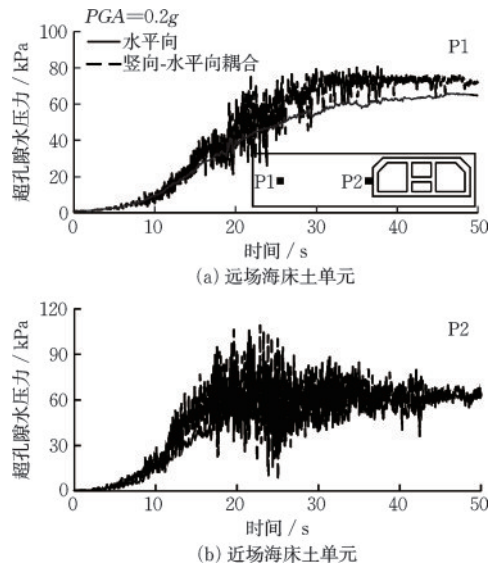 PGA=0.2g
水平向
竖向-水平向耦合
P1
100
80
60
40
20
0
超孔隙水压力 / kPa
P1
P2
0 10 20 30 40 50
时间 / s
(a) 远场海床土单元
P2
120
90
60
30
0
超孔隙水压力 / kPa
0 10 20 30 40 50
时间 / s
(b) 近场海床土单元